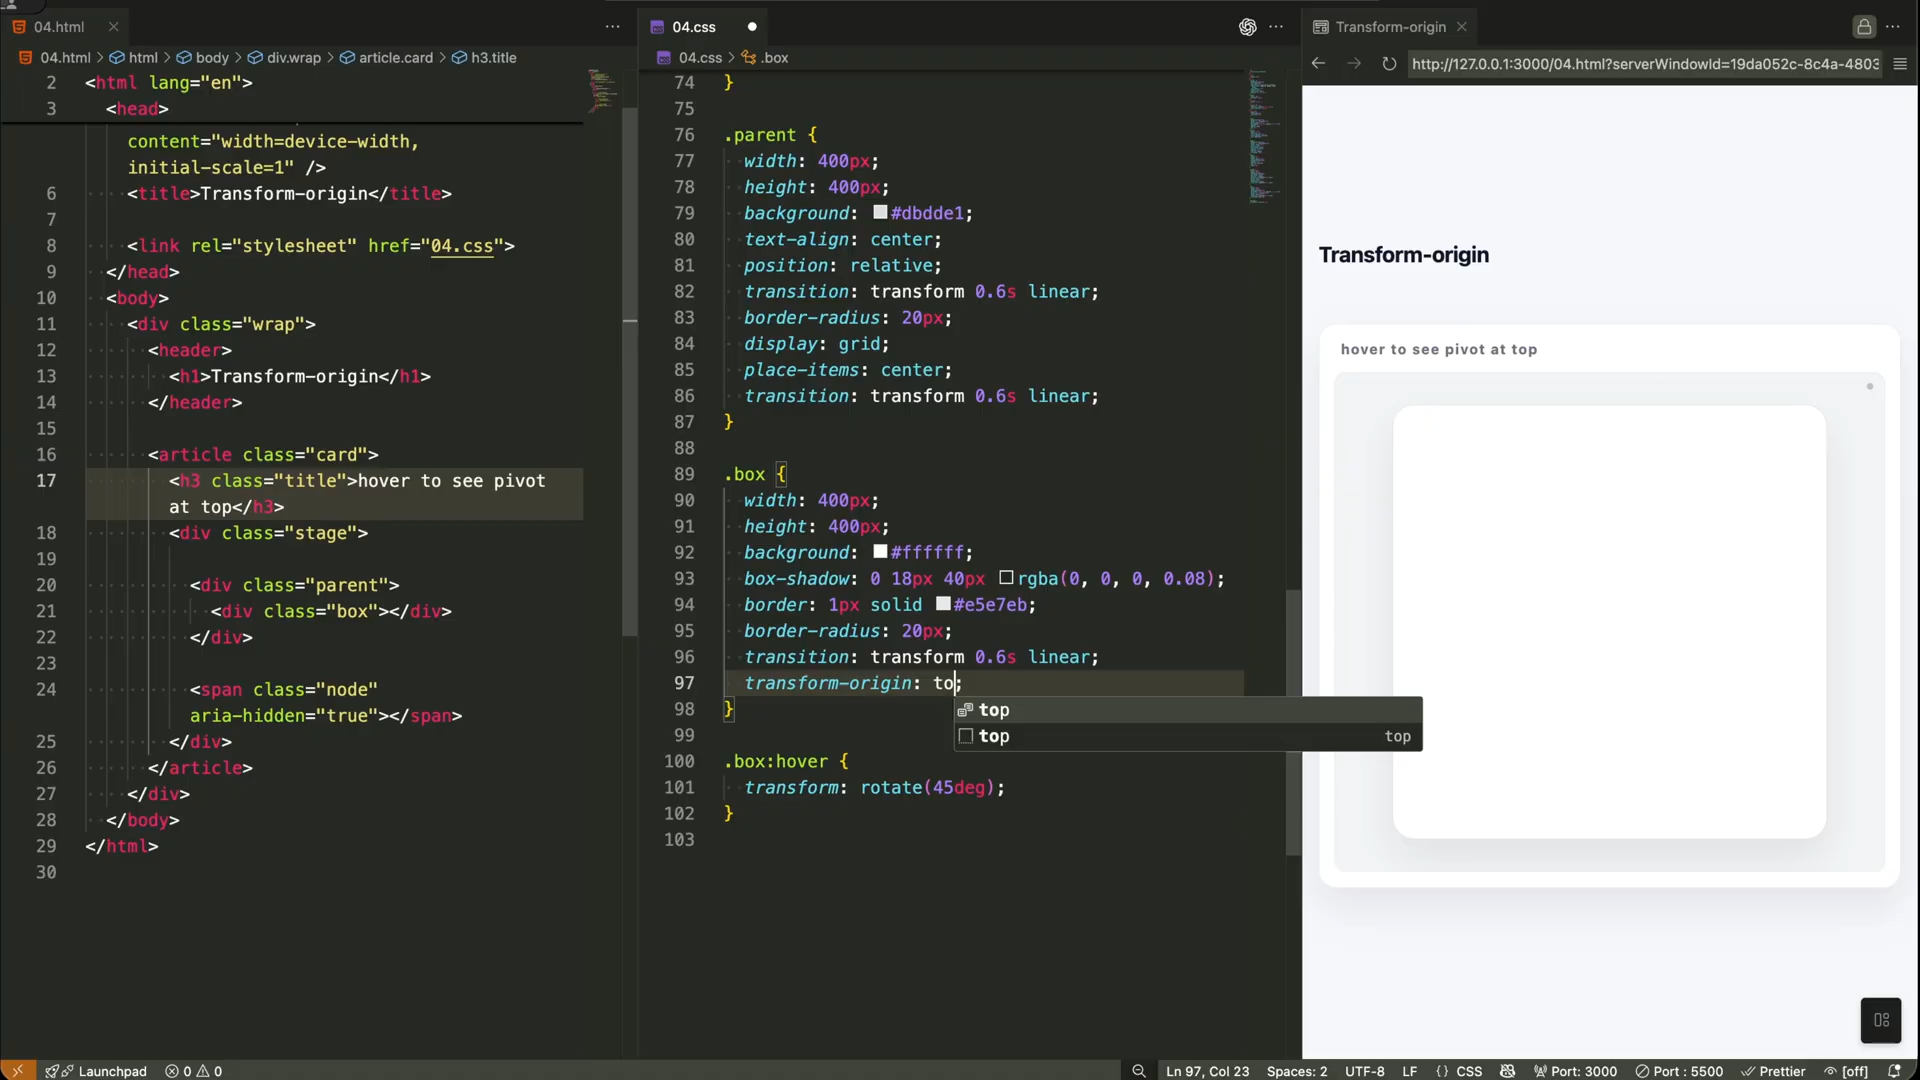 04.html
04.html > html > body > div.wrap > article.card > h3.title
2 <html lang="en">
3 <head>
content="width=device-width,
initial-scale=1" />
6 <title>Transform-origin</title>
7
8 <link rel="stylesheet" href="04.css">
9 </head>
10 <body>
11 <div class="wrap">
12 <header>
13 <h1>Transform-origin</h1>
14 </header>
15
16 <article class="card">
17 <h3 class="title">hover to see pivot
at top</h3>
18 <div class="stage">
19
20 <div class="parent">
21 <div class="box"></div>
22 </div>
23
24 <span class="node"
aria-hidden="true"></span>
25 </div>
26 </article>
27 </div>
28 </body>
29 </html>
30
04.css
04.css > .box
74 }
75
76 .parent {
77 width: 400px;
78 height: 400px;
79 background: #dbdde1;
80 text-align: center;
81 position: relative;
82 transition: transform 0.6s linear;
83 border-radius: 20px;
84 display: grid;
85 place-items: center;
86 transition: transform 0.6s linear;
87 }
88
89 .box {
90 width: 400px;
91 height: 400px;
92 background: #ffffff;
93 box-shadow: 0 18px 40px rgba(0, 0, 0, 0.08);
94 border: 1px solid #e5e7eb;
95 border-radius: 20px;
96 transition: transform 0.6s linear;
97 transform-origin: to;
98 }
99
100 .box:hover {
101 transform: rotate(45deg);
102 }
103
top
top top
Transform-origin
http://127.0.0.1:3000/04.html?serverWindowId=19da052c-8c4a-4803
Transform-origin
hover to see pivot at top
Launchpad 0 0 Ln 97, Col 23 Spaces: 2 UTF-8 LF {} CSS Port: 3000 Port : 5500 Prettier [off]